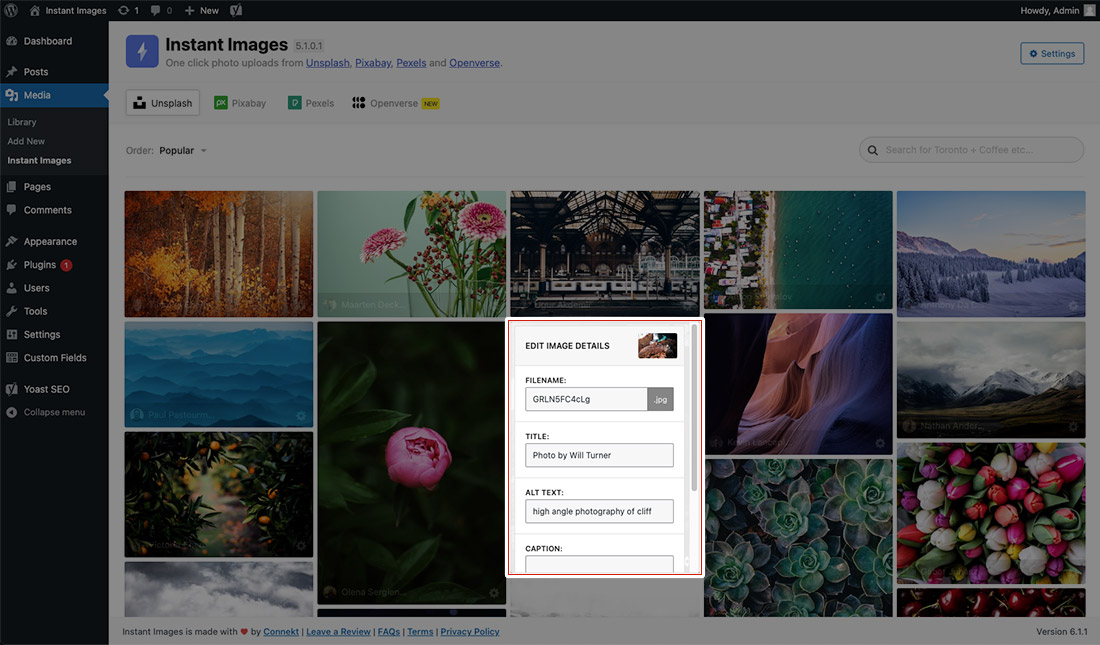 Instant Images 1 0 New
Howdy, Admin
Dashboard
Posts
Media
Library
Add New
Instant Images
Pages
Comments
Appearance
Plugins 1
Users
Tools
Settings
Custom Fields
Yoast SEO
Collapse menu
Instant Images 5.1.0.1
One click photo uploads from Unsplash, Pixabay, Pexels and Openverse.
Settings
Unsplash
Pixabay
Pexels
Openverse NEW
Order: Popular
Search for Toronto + Coffee etc...
EDIT IMAGE DETAILS
FILENAME:
GRLN5FC4cLg .jpg
TITLE:
Photo by Will Turner
ALT TEXT:
high angle photography of cliff
CAPTION:
Paul Pastourm...
Nathan Ander...
Olena Sergien...
Instant Images is made with ♥ by Connekt | Leave a Review | FAQs | Terms | Privacy Policy
Version 6.1.1